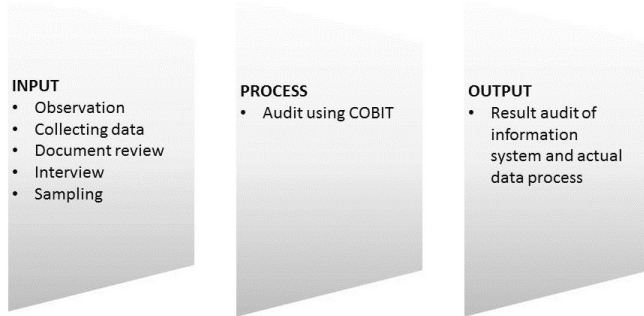 INPUT
• Observation
• Collecting data
• Document review
• Interview
• Sampling
PROCESS
• Audit using COBIT
OUTPUT
• Result audit of
information
system and actual
data process